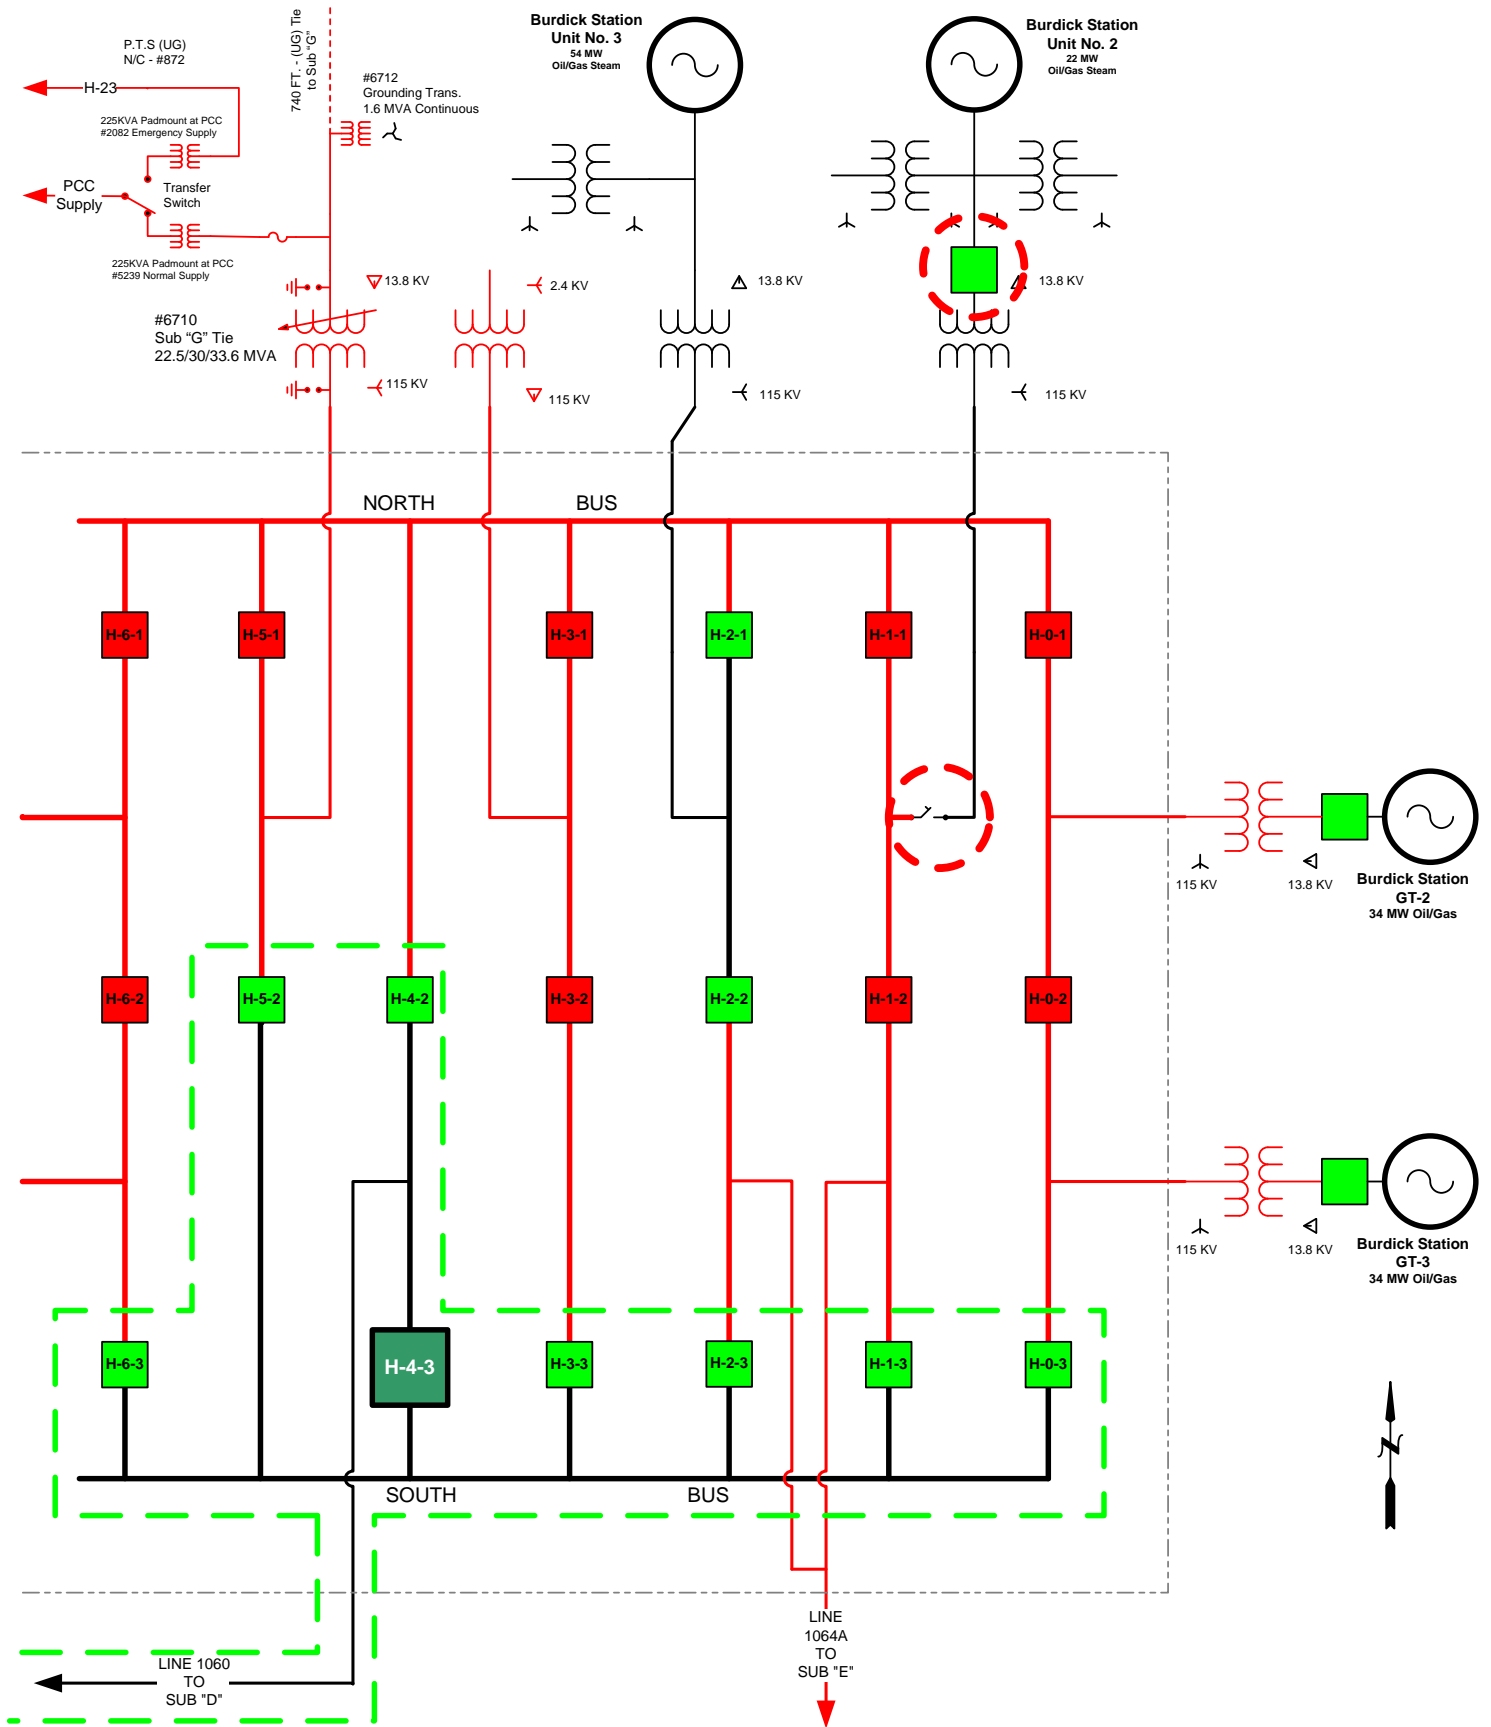 P.T.S (UG)
N/C - #872
H-23
225KVA Padmount at PCC
#2082 Emergency Supply
PCC
Supply
Transfer
Switch
225KVA Padmount at PCC
#5239 Normal Supply
740 FT. - (UG) Tie
to Sub "G"
#6712
Grounding Trans.
1.6 MVA Continuous
Burdick Station
Unit No. 3
54 MW
Oil/Gas Steam
Burdick Station
Unit No. 2
22 MW
Oil/Gas Steam
13.8 KV
2.4 KV
13.8 KV
13.8 KV
#6710
Sub “G” Tie
22.5/30/33.6 MVA
115 KV
115 KV
115 KV
115 KV
NORTH BUS
H-6-1
H-5-1
H-3-1
H-2-1
H-1-1
H-0-1
115 KV
13.8 KV
Burdick Station
GT-2
34 MW Oil/Gas
H-6-2
H-5-2
H-4-2
H-3-2
H-2-2
H-1-2
H-0-2
115 KV
13.8 KV
Burdick Station
GT-3
34 MW Oil/Gas
H-6-3
H-4-3
H-3-3
H-2-3
H-1-3
H-0-3
N
SOUTH BUS
LINE 1060
TO
SUB "D"
LINE
1064A
TO
SUB "E"